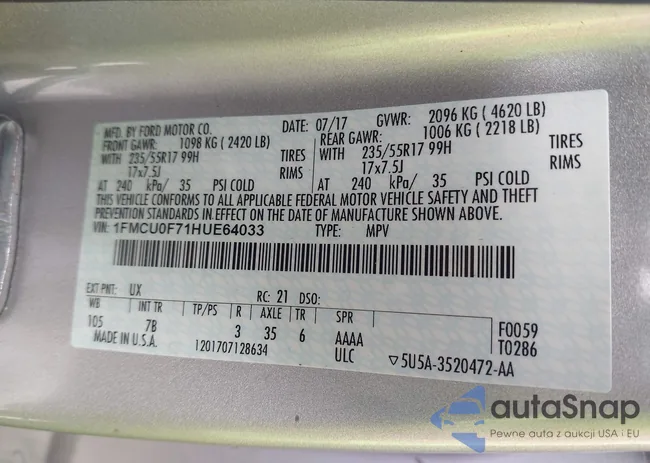 MFD. BY FORD MOTOR CO.
DATE: 07/17 GVWR: 2096 KG ( 4620 LB)
FRONT GAWR: 1098 KG ( 2420 LB)
REAR GAWR: 1006 KG ( 2218 LB)
WITH 235/55R17 99H TIRES WITH 235/55R17 99H TIRES
17x7.5J RIMS 17x7.5J RIMS
AT 240 kPa/ 35 PSI COLD AT 240 kPa/ 35 PSI COLD
THIS VEHICLE CONFORMS TO ALL APPLICABLE FEDERAL MOTOR VEHICLE SAFETY AND THEFT
PREVENTION STANDARDS IN EFFECT ON THE DATE OF MANUFACTURE SHOWN ABOVE.
VIN: 1FMCU0F71HUE64033 TYPE: MPV
EXT PNT: UX RC: 21 DSO:
WB INT TR TP/PS R AXLE TR SPR
105 7B 3 35 6 AAAA F0059
MADE IN U.S.A. 1201707128634 ULC ▽5U5A-3520472-AA T0286
autoSnap
Pewne auta z aukcji USA i EU